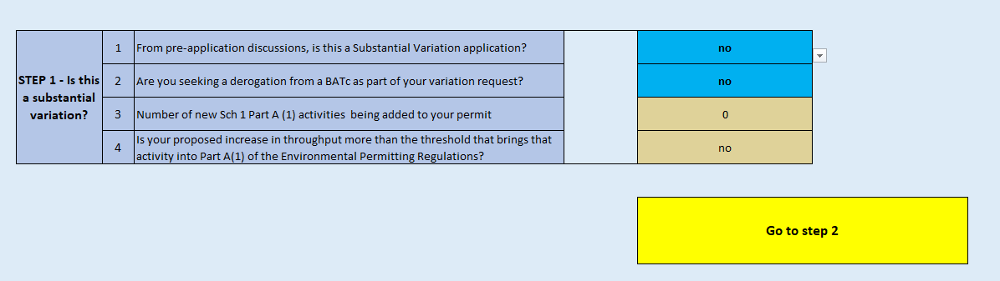 STEP 1 - Is this
a substantial
variation?
1 From pre-application discussions, is this a Substantial Variation application? no
2 Are you seeking a derogation from a BATc as part of your variation request? no
3 Number of new Sch 1 Part A (1) activities  being added to your permit 0
4 Is your proposed increase in throughput more than the threshold that brings that
activity into Part A(1) of the Environmental Permitting Regulations? no
Go to step 2